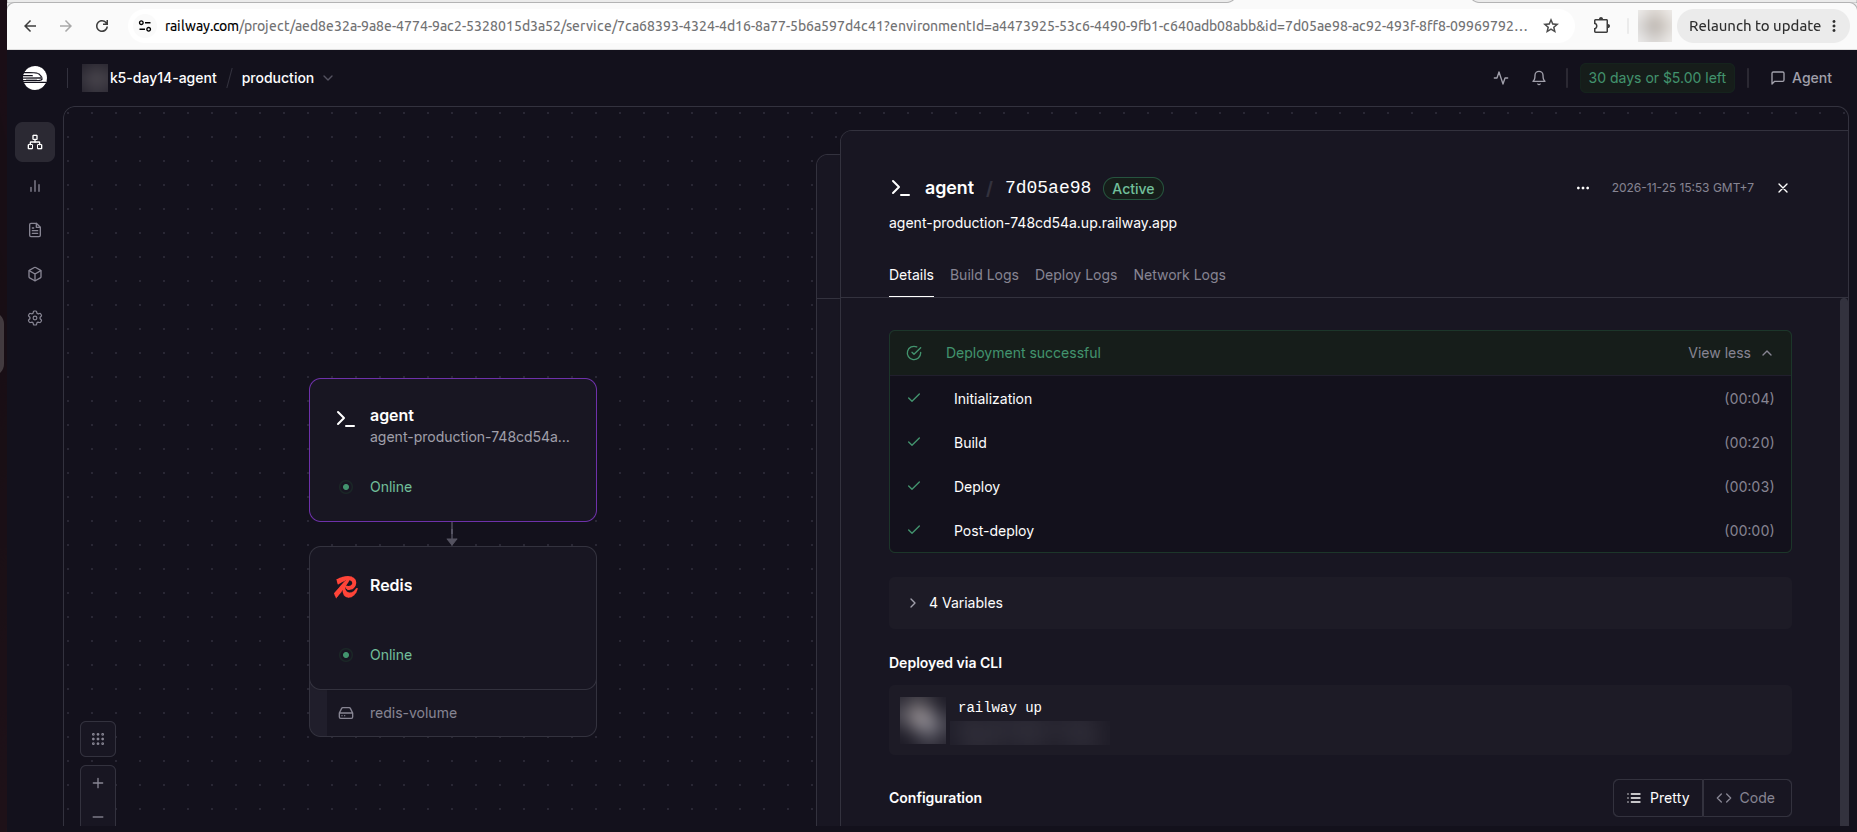 railway.com/project/aed8e32a-9a8e-4774-9ac2-5328015d3a52/service/7ca68393-4324-4d16-8a77-5b6a597d4c41?environmentId=a4473925-53c6-4490-9fb1-c640adb08abb&id=7d05ae98-ac92-493f-8ff8-09969792...
Relaunch to update
k5-day14-agent / production
30 days or $5.00 left
Agent
agent / 7d05ae98 Active
2026-11-25 15:53 GMT+7
agent-production-748cd54a.up.railway.app
Details Build Logs Deploy Logs Network Logs
Deployment successful
View less
Initialization (00:04)
Build (00:20)
Deploy (00:03)
Post-deploy (00:00)
4 Variables
Deployed via CLI
railway up
Configuration
Pretty
Code
agent
agent-production-748cd54a...
Online
Redis
Online
redis-volume